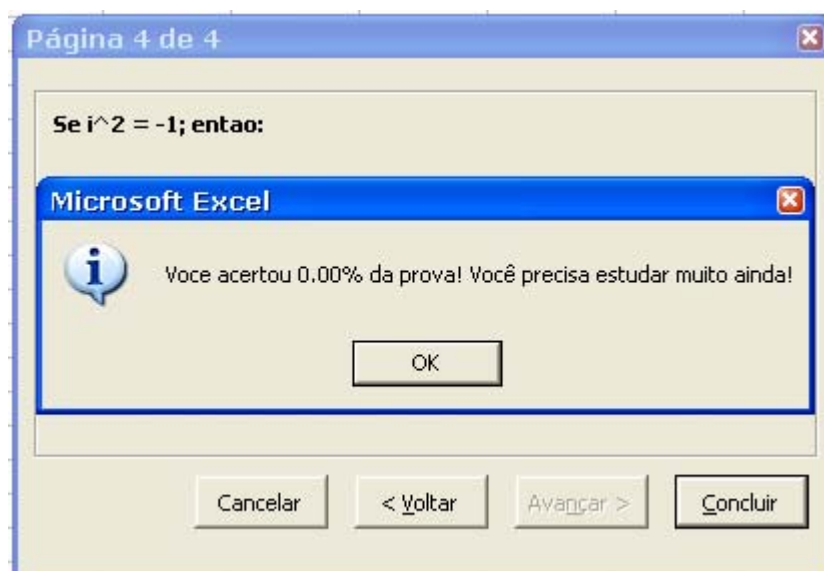 Página 4 de 4
Se i^2 = -1; entao:
Microsoft Excel
Voce acertou 0.00% da prova! Você precisa estudar muito ainda!
OK
Cancelar
< Voltar
Avançar >
Concluir